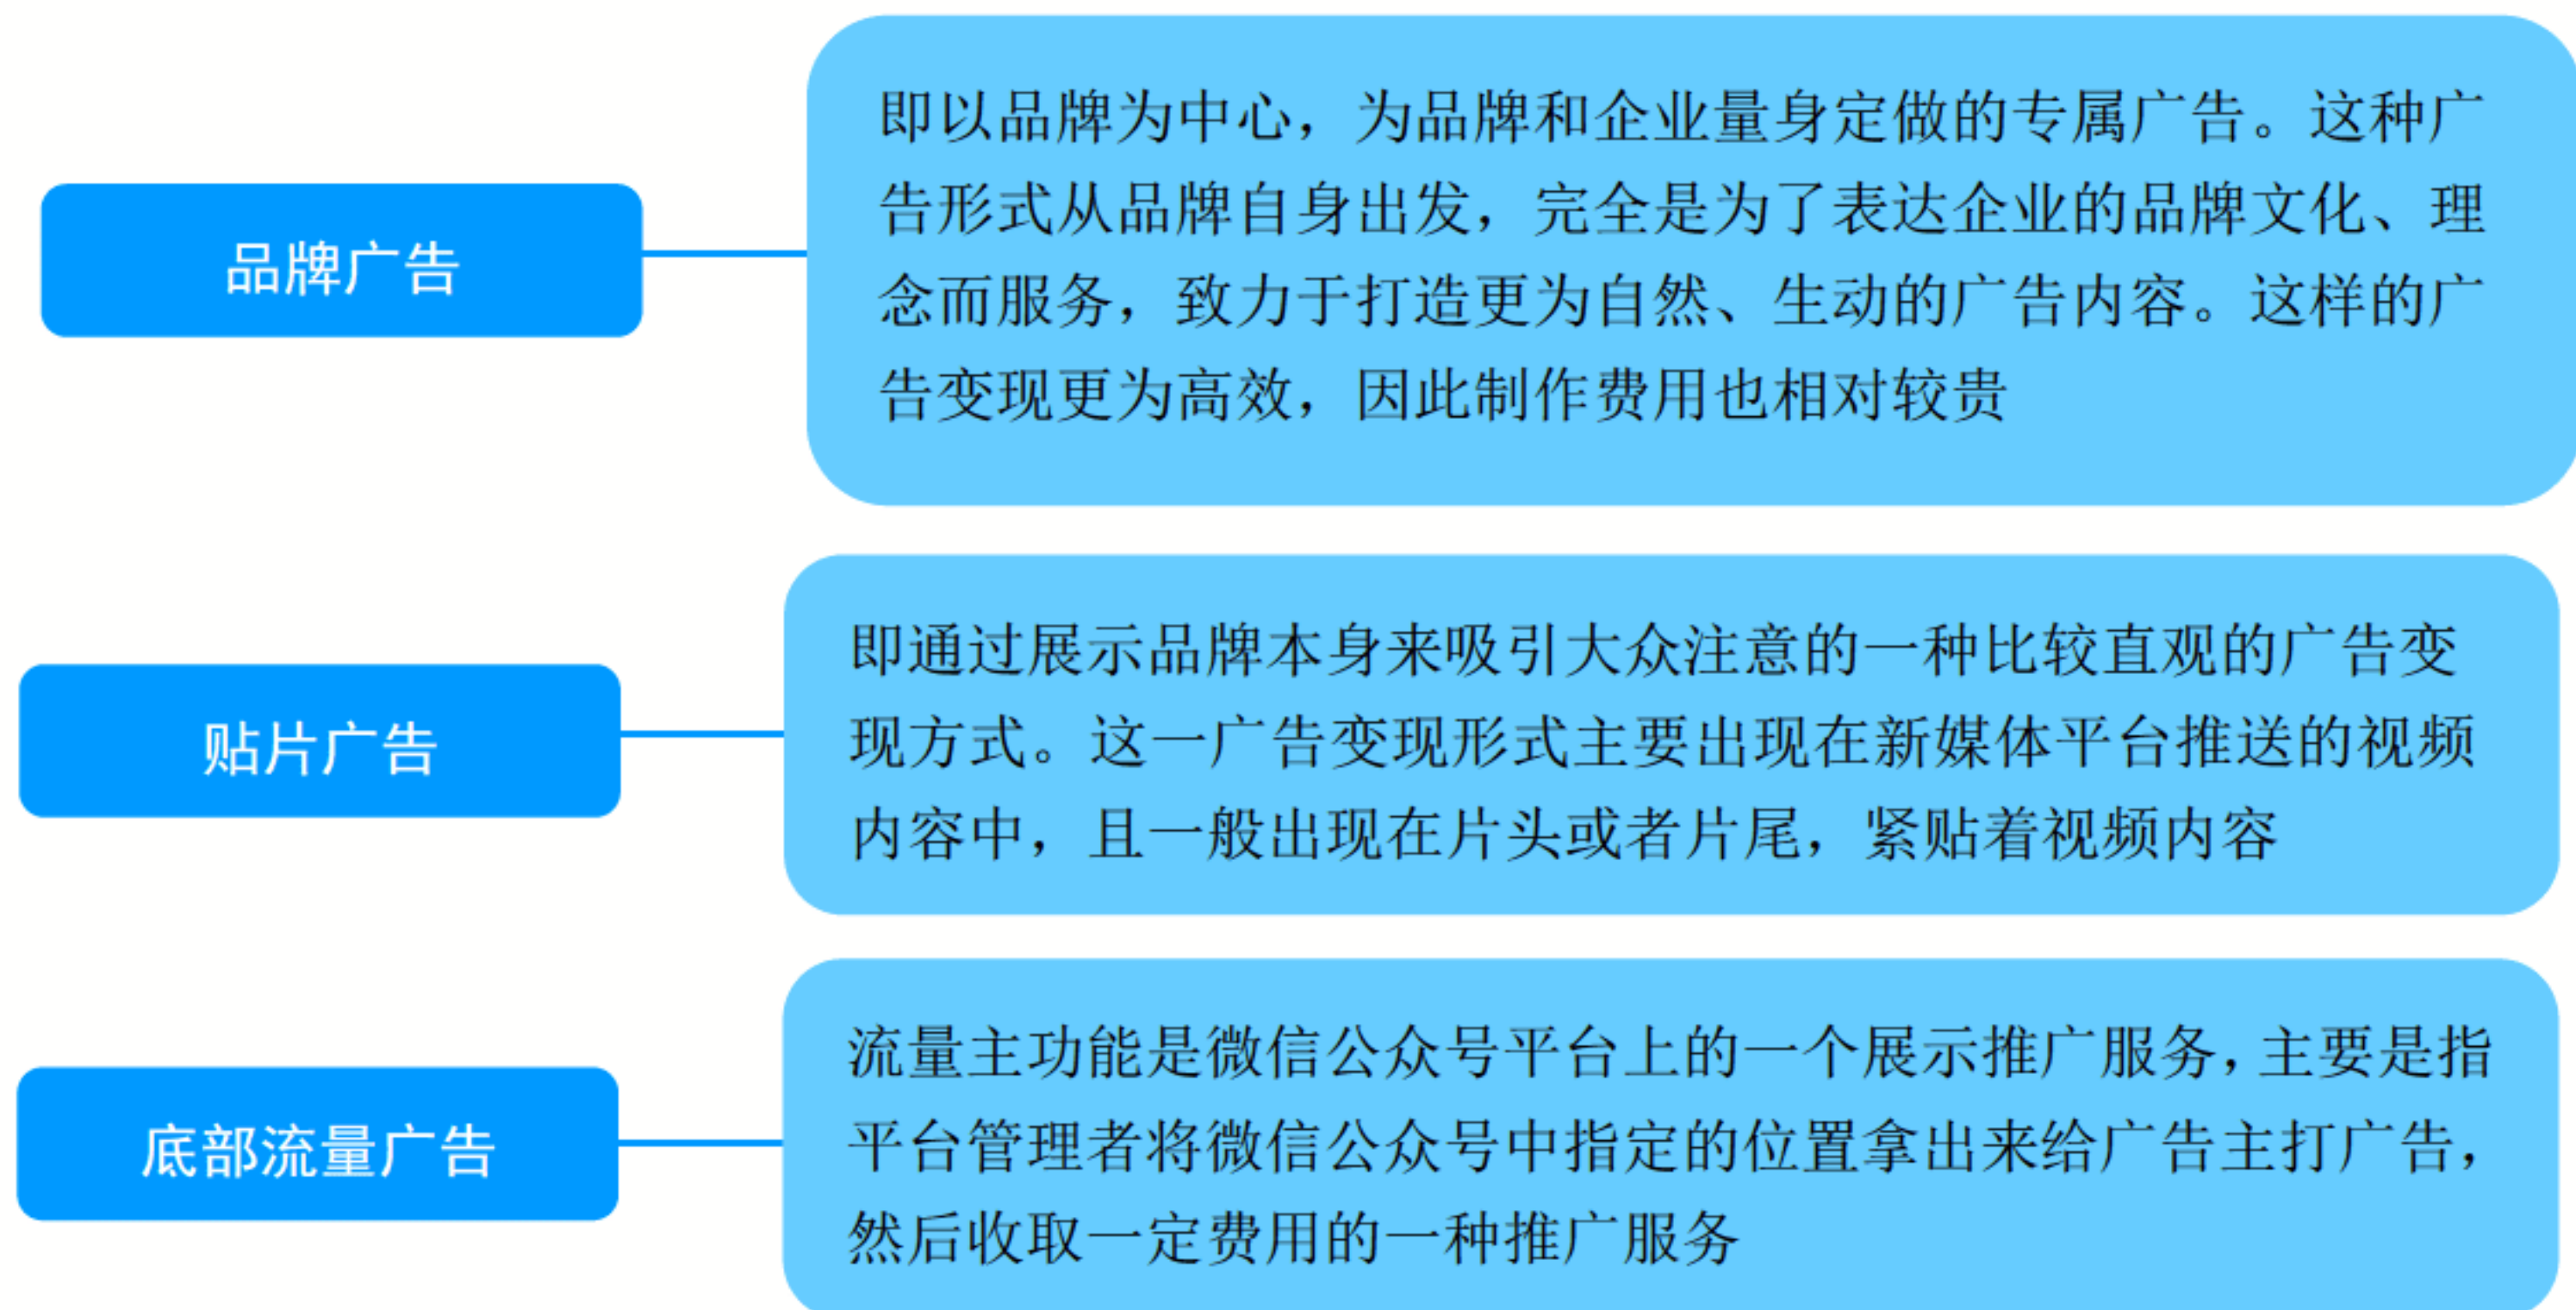 品牌广告
即以品牌为中心，为品牌和企业量身定做的专属广告。这种广
告形式从品牌自身出发，完全是为了表达企业的品牌文化、理
念而服务，致力于打造更为自然、生动的广告内容。这样的广
告变现更为高效，因此制作费用也相对较贵
贴片广告
即通过展示品牌本身来吸引大众注意的一种比较直观的广告变
现方式。这一广告变现形式主要出现在新媒体平台推送的视频
内容中，且一般出现在片头或者片尾，紧贴着视频内容
底部流量广告
流量主功能是微信公众号平台上的一个展示推广服务，主要是指
平台管理者将微信公众号中指定的位置拿出来给广告主打广告，
然后收取一定费用的一种推广服务